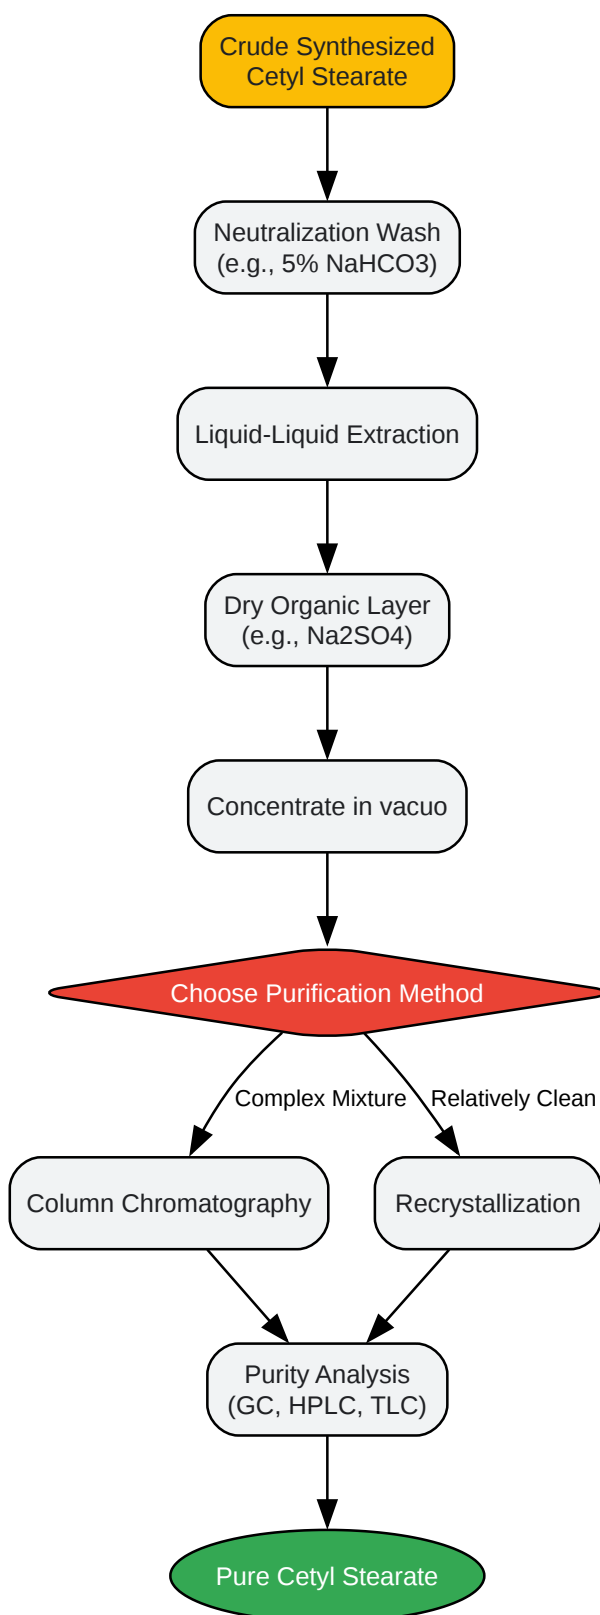 Crude Synthesized
Cetyl Stearate
Neutralization Wash
(e.g., 5% NaHCO3)
Liquid-Liquid Extraction
Dry Organic Layer
(e.g., Na2SO4)
Concentrate in vacuo
Choose Purification Method
Complex Mixture
Relatively Clean
Column Chromatography
Recrystallization
Purity Analysis
(GC, HPLC, TLC)
Pure Cetyl Stearate